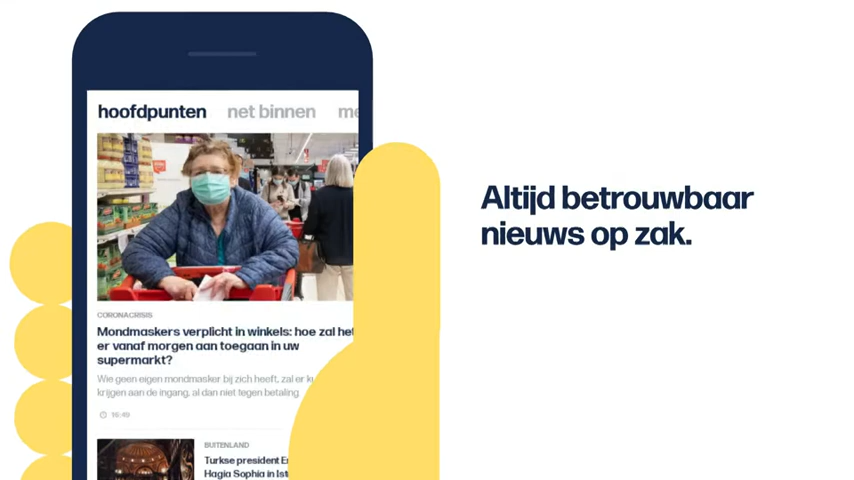 hoofdpunten net binnen
CORONACRISIS
Mondmaskers verplicht in winkels: hoe zal het
er vanaf morgen aan toegaan in uw
supermarkt?
Wie geen eigen mondmasker bij zich heeft, zal er
krijgen aan de ingang, al dan niet tegen betaling
16:49
BUITENLAND
Turkse president
Hagia Sophia in
Altijd betrouwbaar
nieuws op zak.